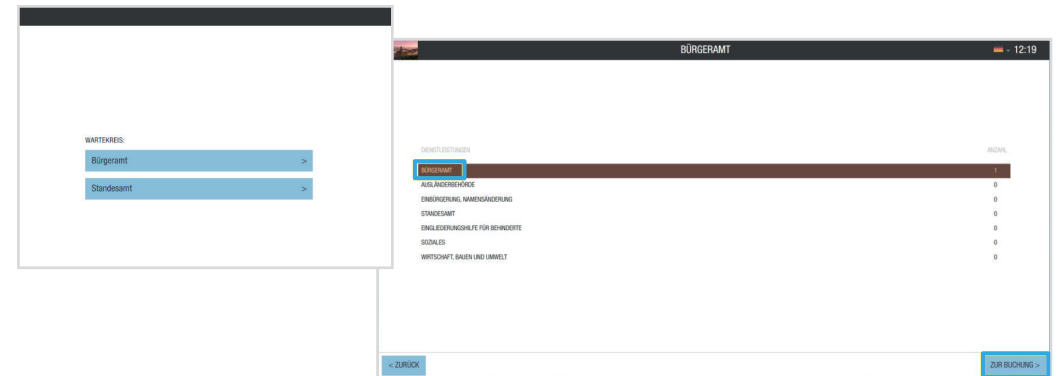 WARTEKREIS:
Bürgeramt >
Standesamt >
BÜRGERAMT 12:19
DIENSTLEISTUNGEN ANZAHL
BÜRGERAMT 1
AUSLÄNDERBEHÖRDE 0
EINBÜRGERUNG, NAMENSÄNDERUNG 0
STANDESAMT 0
EINGLIEDERUNGSHILFE FÜR BEHINDERTE 0
SOZIALES 0
WIRTSCHAFT, BAUEN UND UMWELT 0
< ZURÜCK ZUR BUCHUNG >